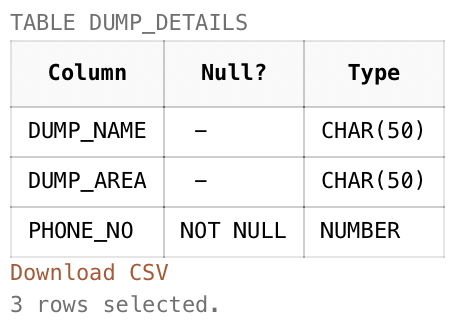 TABLE DUMP_DETAILS
Column Null? Type
DUMP_NAME - CHAR(50)
DUMP_AREA - CHAR(50)
PHONE_NO NOT NULL NUMBER
Download CSV
3 rows selected.